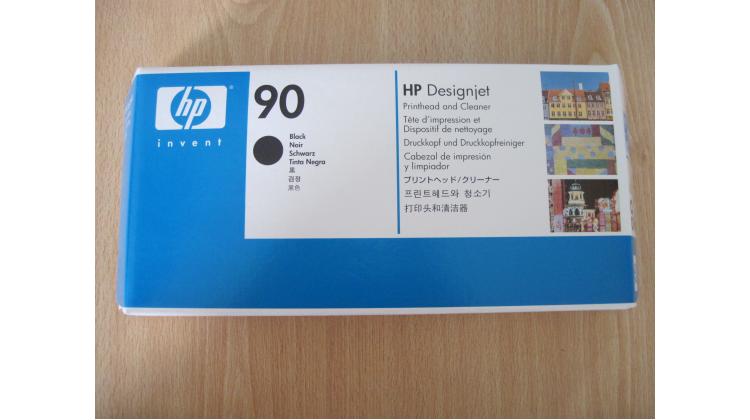 hp
invent
90
Black
Noir
Schwarz
Tinta Negra
黒
검정
黑色
HP Designjet
Printhead and Cleaner
Tête d'impression et
Dispositif de nettoyage
Druckkopf und Druckkopfreiniger
Cabezal de impresión
y limpiador
プリントヘッド/クリーナー
프린트헤드와 청소기
打印头和清洁器